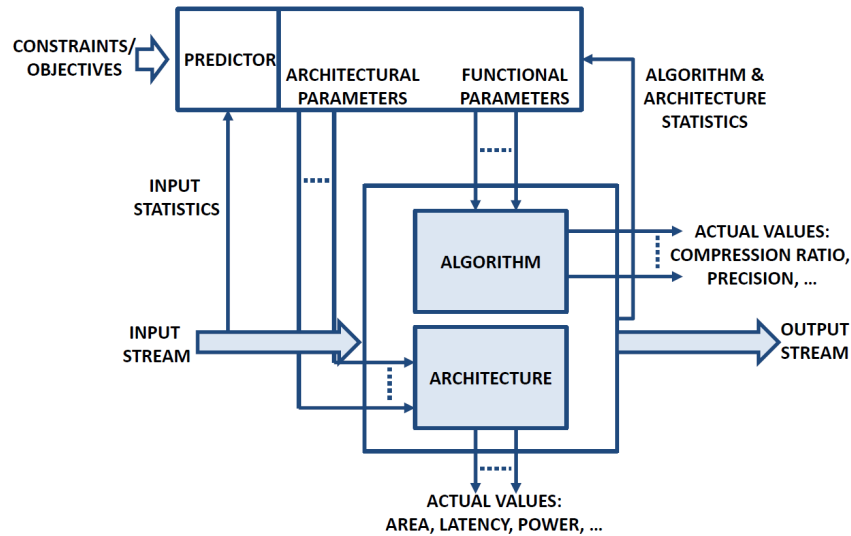 CONSTRAINTS/
OBJECTIVES
PREDICTOR
ARCHITECTURAL
PARAMETERS
FUNCTIONAL
PARAMETERS
ALGORITHM &
ARCHITECTURE
STATISTICS
INPUT
STATISTICS
ALGORITHM
ACTUAL VALUES:
COMPRESSION RATIO,
PRECISION, ...
INPUT
STREAM
ARCHITECTURE
OUTPUT
STREAM
ACTUAL VALUES:
AREA, LATENCY, POWER, ...